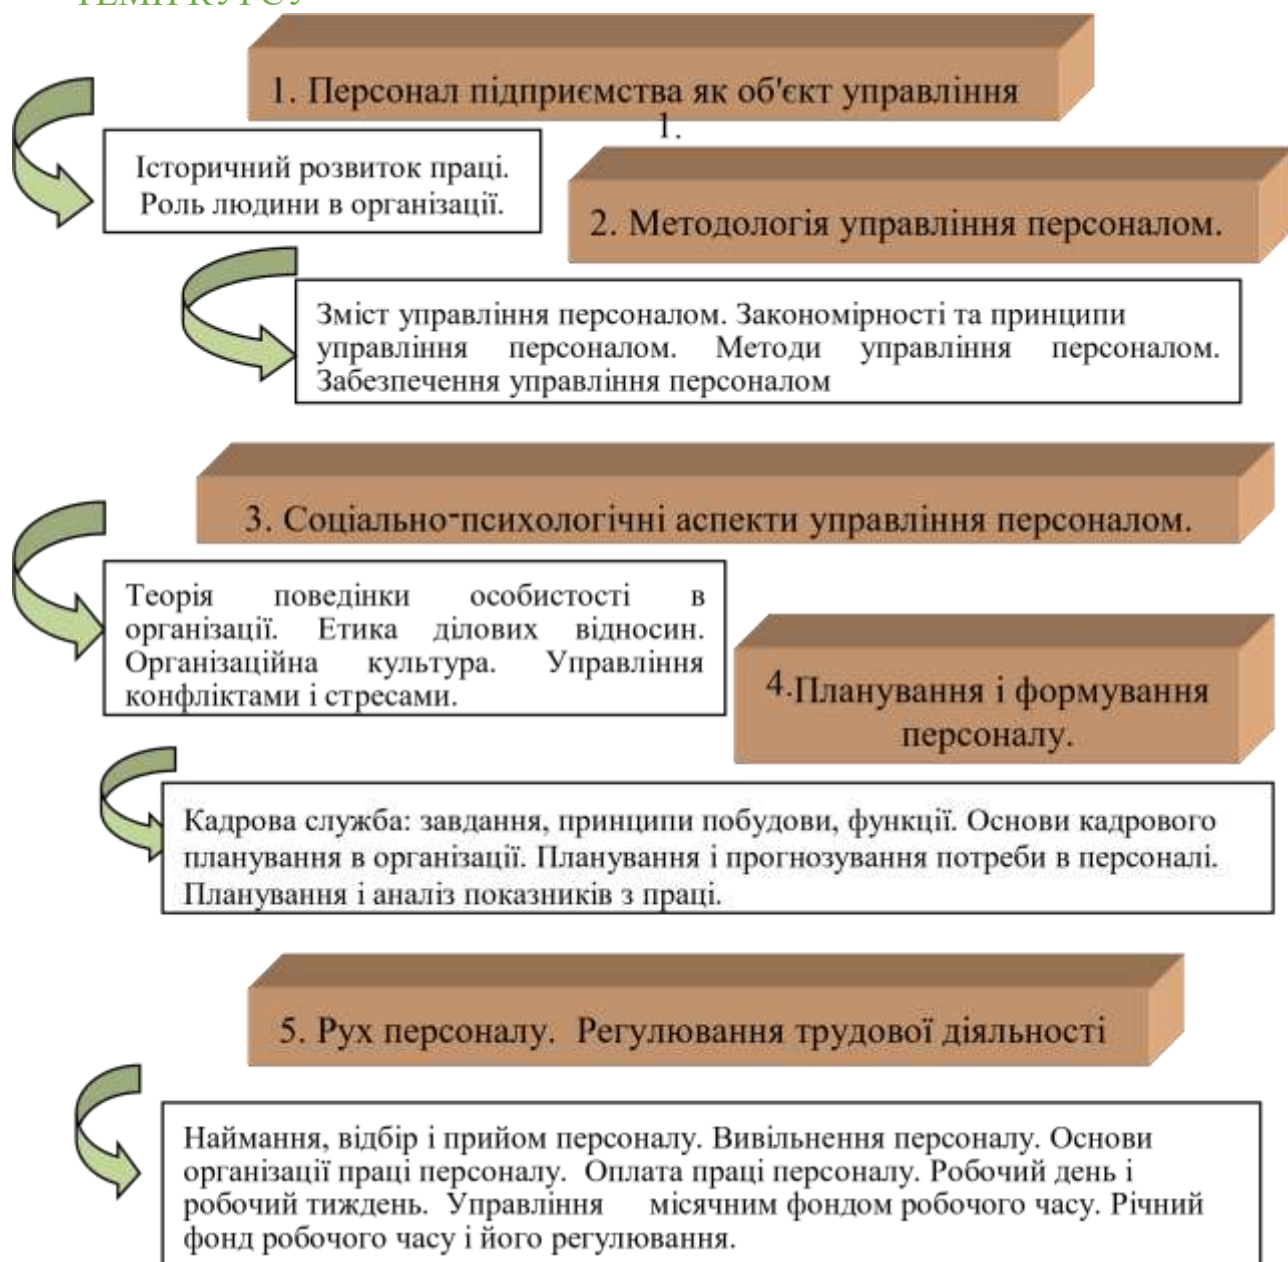 ТЕМИ КУРСУ
1. Персонал підприємства як об'єкт управління
1.
Історичний розвиток праці.
Роль людини в організації.
2. Методологія управління персоналом.
Зміст управління персоналом. Закономірності та принципи
управління персоналом. Методи управління персоналом.
Забезпечення управління персоналом
3. Соціально-психологічні аспекти управління персоналом.
Теорія поведінки особистості в
організації. Етика ділових відносин.
Організаційна культура. Управління
конфліктами і стресами.
4.Планування і формування
персоналу.
Кадрова служба: завдання, принципи побудови, функції. Основи кадрового
планування в організації. Планування і прогнозування потреби в персоналі.
Планування і аналіз показників з праці.
5. Рух персоналу. Регулювання трудової діяльності
Наймання, відбір і прийом персоналу. Вивільнення персоналу. Основи
організації праці персоналу. Оплата праці персоналу. Робочий день і
робочий тиждень. Управління місячним фондом робочого часу. Річний
фонд робочого часу і його регулювання.